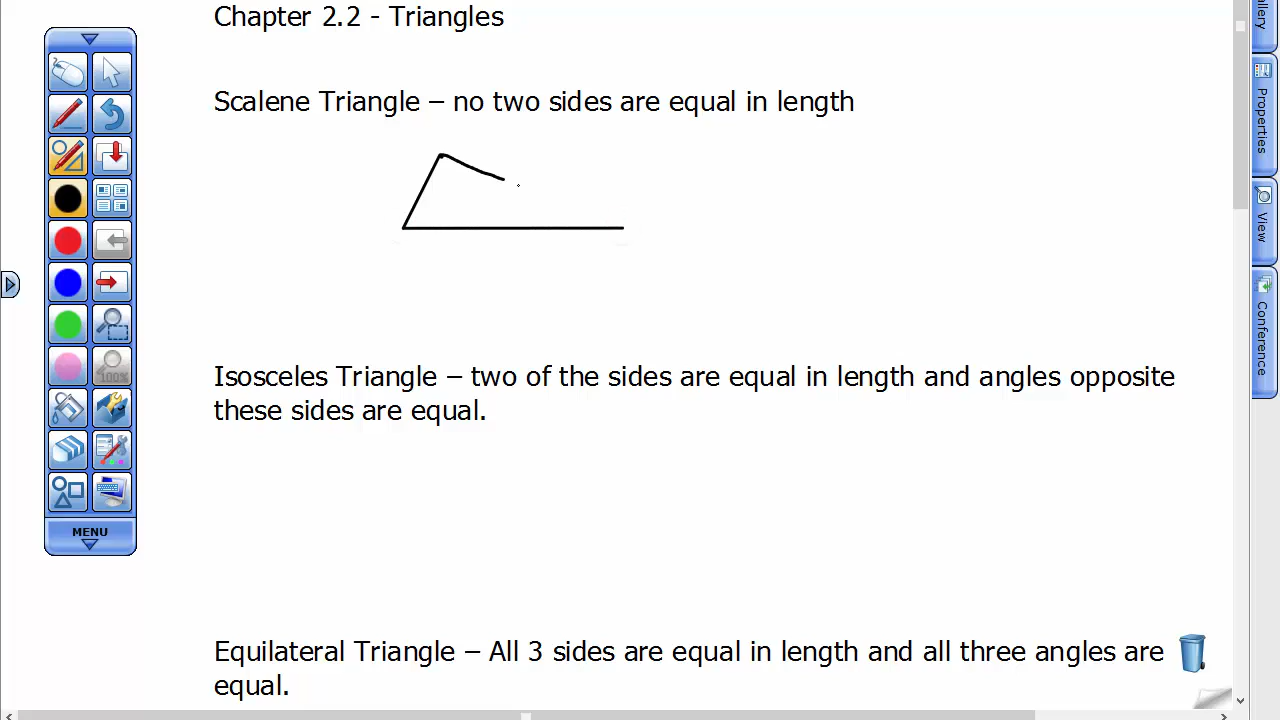 Chapter 2.2 - Triangles
Scalene Triangle – no two sides are equal in length
Isosceles Triangle – two of the sides are equal in length and angles opposite
these sides are equal.
Equilateral Triangle – All 3 sides are equal in length and all three angles are
equal.
100%
MENU
Properties
View
Conference